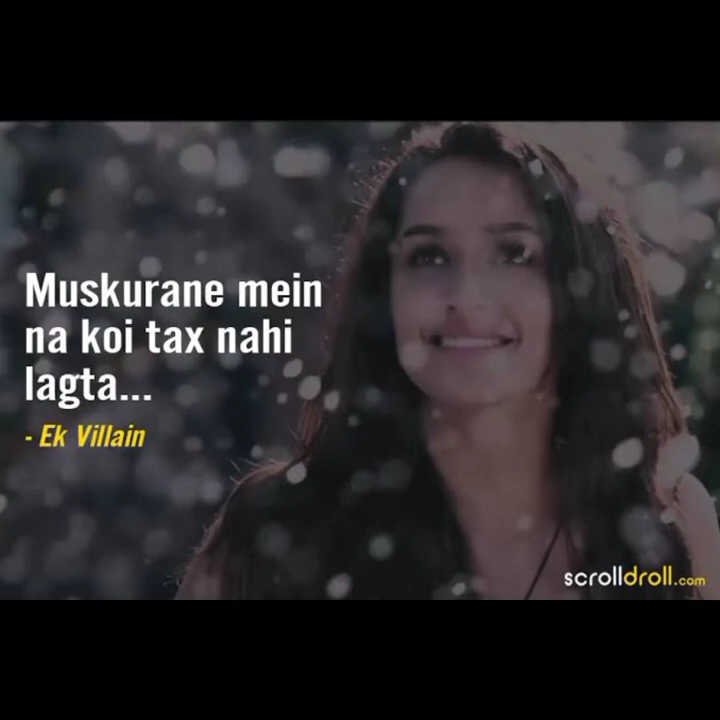 Muskurane mein
na koi tax nahi
lagta...
- Ek Villain
scrolldroll.com